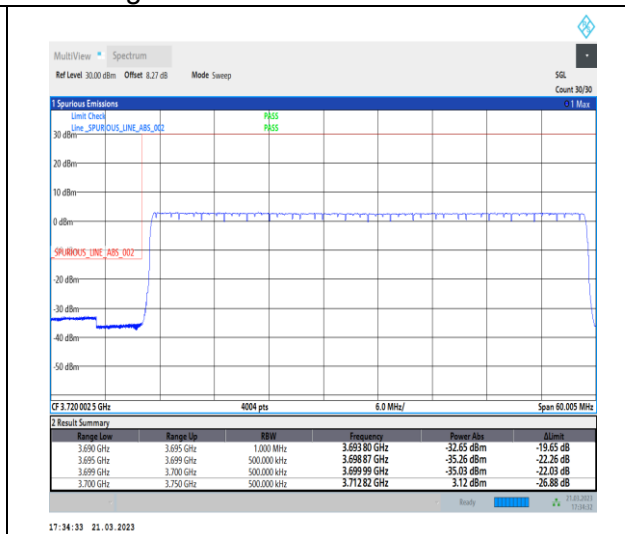 MultiView Spectrum
Ref Level 30.00 dBm Offset 8.27 dB Mode Sweep SGL
Count 30/30
1 Spurious Emissions 1 Max
Limit Check PASS
Line _SPURIOUS_LINE_ABS_002 PASS
30 dBm
20 dBm
10 dBm
0 dBm
_SPURIOUS_LINE_ABS_002
-20 dBm
-30 dBm
-40 dBm
-50 dBm
CF 3.720 002 5 GHz 4004 pts 6.0 MHz/ Span 60.005 MHz
2 Result Summary
Range Low Range Up RBW Frequency Power Abs ΔLimit
3.690 GHz 3.695 GHz 1.000 MHz 3.693 80 GHz -32.65 dBm -19.65 dB
3.695 GHz 3.699 GHz 500.000 kHz 3.698 87 GHz -35.26 dBm -22.26 dB
3.699 GHz 3.700 GHz 500.000 kHz 3.699 99 GHz -35.03 dBm -22.03 dB
3.700 GHz 3.750 GHz 500.000 kHz 3.712 82 GHz 3.12 dBm -26.88 dB
Ready 21.03.2023
17:34:32
17:34:33 21.03.2023